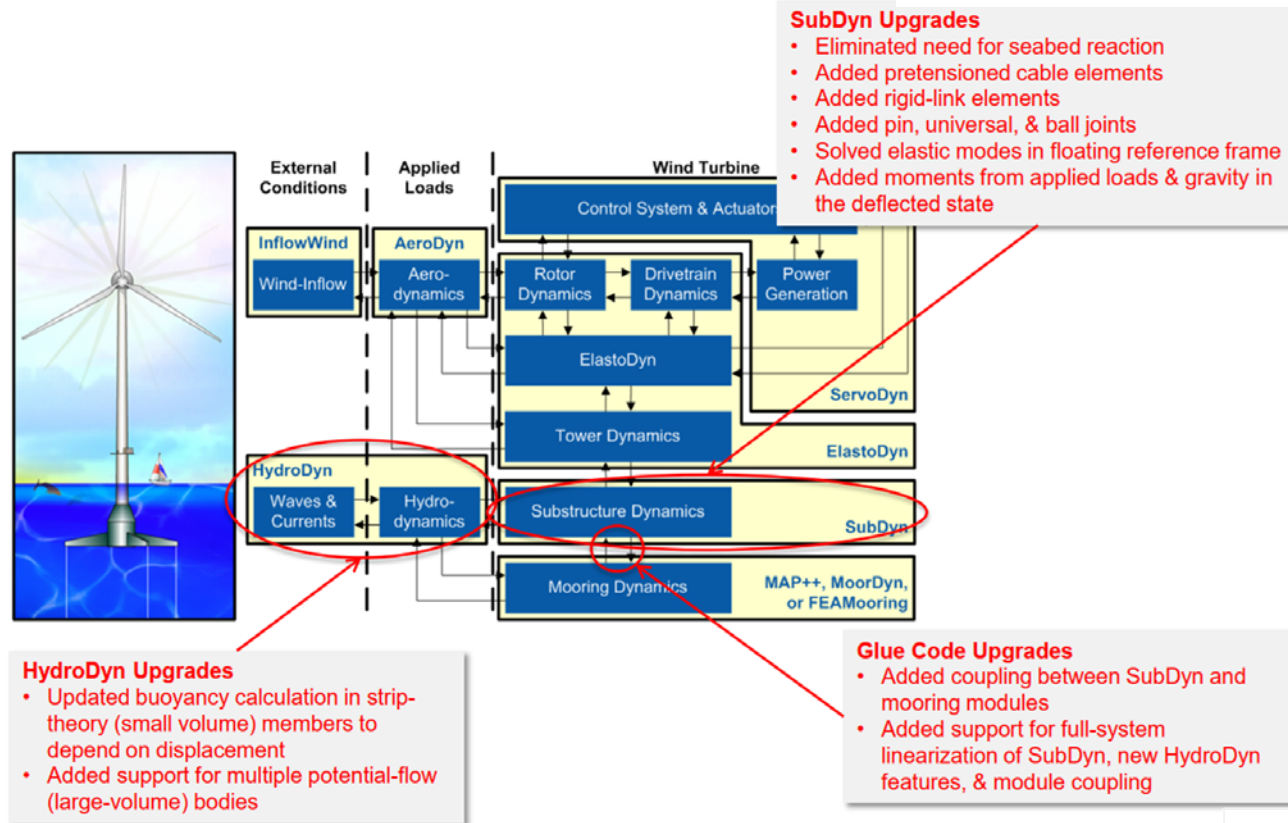 SubDyn Upgrades
• Eliminated need for seabed reaction
• Added pretensioned cable elements
• Added rigid-link elements
• Added pin, universal, & ball joints
• Solved elastic modes in floating reference frame
• Added moments from applied loads & gravity in
the deflected state
External
Conditions
Applied
Loads
Wind Turbine
Control System & Actuators
InflowWind
Wind-Inflow
AeroDyn
Aero-
dynamics
Rotor
Dynamics
Drivetrain
Dynamics
Power
Generation
ElastoDyn
ServoDyn
Tower Dynamics
ElastoDyn
HydroDyn
Waves &
Currents
Hydro-
dynamics
Substructure Dynamics
SubDyn
Mooring Dynamics
MAP++, MoorDyn,
or FEAMooring
HydroDyn Upgrades
• Updated buoyancy calculation in strip-
theory (small volume) members to
depend on displacement
• Added support for multiple potential-flow
(large-volume) bodies
Glue Code Upgrades
• Added coupling between SubDyn and
mooring modules
• Added support for full-system
linearization of SubDyn, new HydroDyn
features, & module coupling